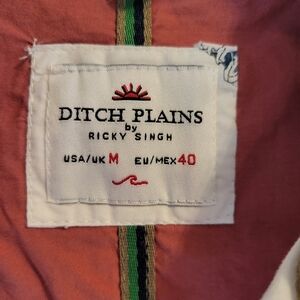 DITCH PLAINS
by
RICKY SINGH
USA/UK M EU/MEX 40